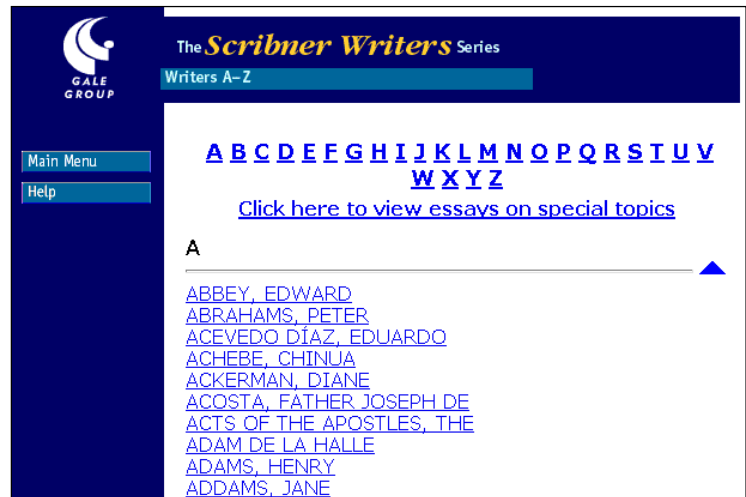 GALE
GROUP
The Scribner Writers Series
Writers A–Z
Main Menu
Help
A B C D E F G H I J K L M N O P Q R S T U V
W X Y Z
Click here to view essays on special topics
A
ABBEY, EDWARD
ABRAHAMS, PETER
ACEVEDO DÍAZ, EDUARDO
ACHEBE, CHINUA
ACKERMAN, DIANE
ACOSTA, FATHER JOSEPH DE
ACTS OF THE APOSTLES, THE
ADAM DE LA HALLE
ADAMS, HENRY
ADDAMS, JANE